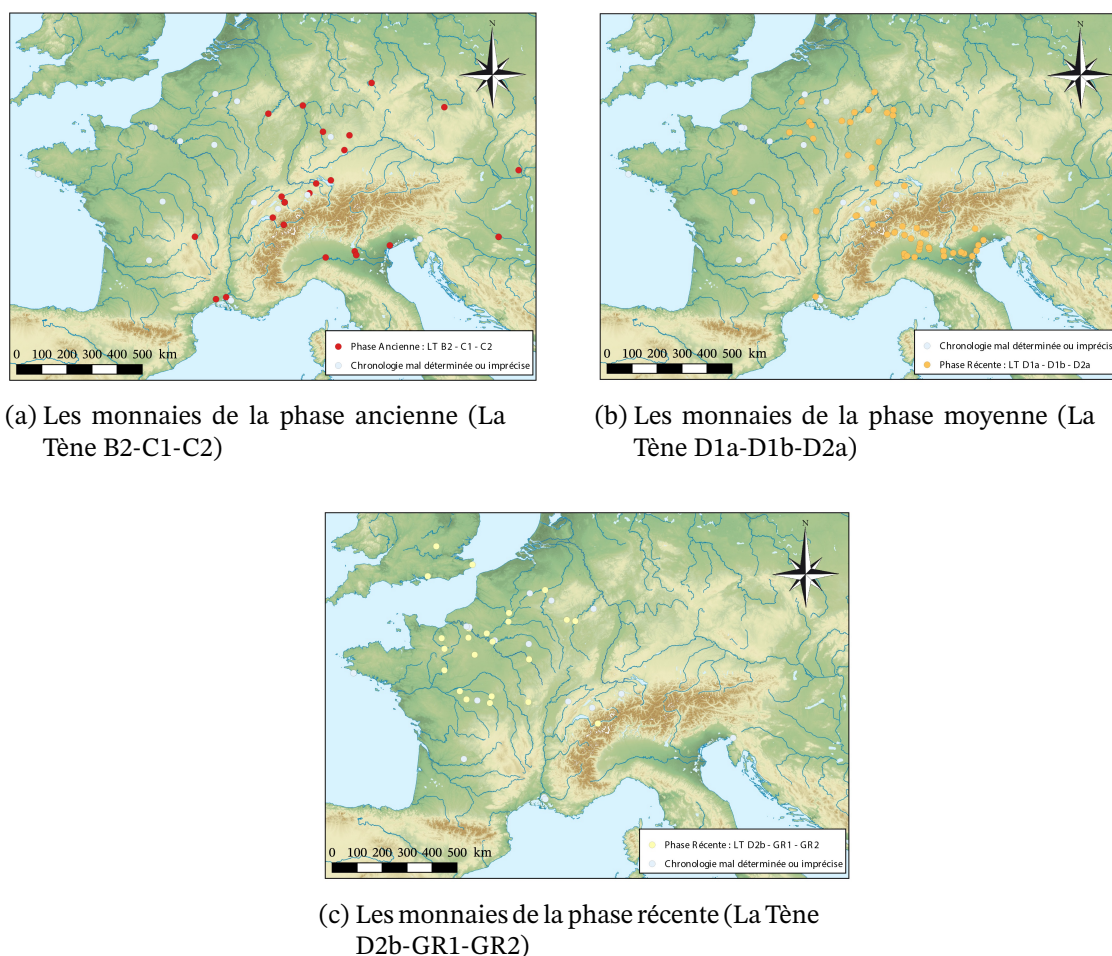 N
0 100 200 300 400 500 km
Phase Ancienne : LT B2 - C1 - C2
Chronologie mal déterminée ou imprécise
N
0 100 200 300 400 500 km
Chronologie mal déterminée ou imprécise
Phase Récente : LT D1a - D1b - D2a
(a) Les monnaies de la phase ancienne (La
Tène B2-C1-C2)
(b) Les monnaies de la phase moyenne (La
Tène D1a-D1b-D2a)
N
0 100 200 300 400 500 km
Phase Récente : LT D2b - GR1 - GR2
Chronologie mal déterminée ou imprécise
(c) Les monnaies de la phase récente (La Tène
D2b-GR1-GR2)